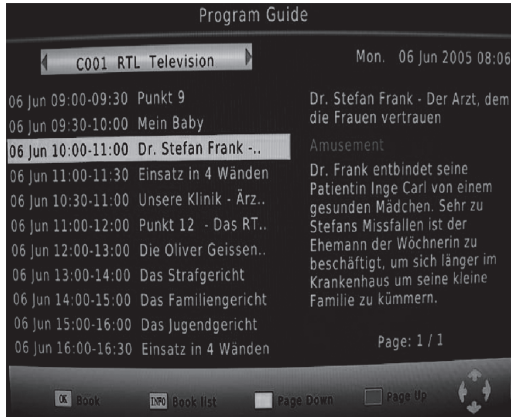 Program Guide
C001 RTL Television
Mon. 06 Jun 2005 08:06
06 Jun 09:00-09:30 Punkt 9
06 Jun 09:30-10:00 Mein Baby
06 Jun 10:00-11:00 Dr. Stefan Frank -..
06 Jun 11:00-11:30 Einsatz in 4 Wänden
06 Jun 10:30-11:00 Unsere Klinik - Ärz..
06 Jun 11:00-12:00 Punkt 12 - Das RT..
06 Jun 12:00-13:00 Die Oliver Geissen..
06 Jun 13:00-14:00 Das Strafgericht
06 Jun 14:00-15:00 Das Familiengericht
06 Jun 15:00-16:00 Das Jugendgericht
06 Jun 16:00-16:30 Einsatz in 4 Wänden
Dr. Stefan Frank - Der Arzt, dem
die Frauen vertrauen
Amusement
Dr. Frank entbindet seine
Patientin Inge Carl von einem
gesunden Mädchen. Sehr zu
Stefans Missfallen ist der
Ehemann der Wöchnerin zu
beschäftigt, um sich länger im
Krankenhaus um seine kleine
Familie zu kümmern.
Page: 1 / 1
OK Book
INFO Book list
Page Down
Page Up